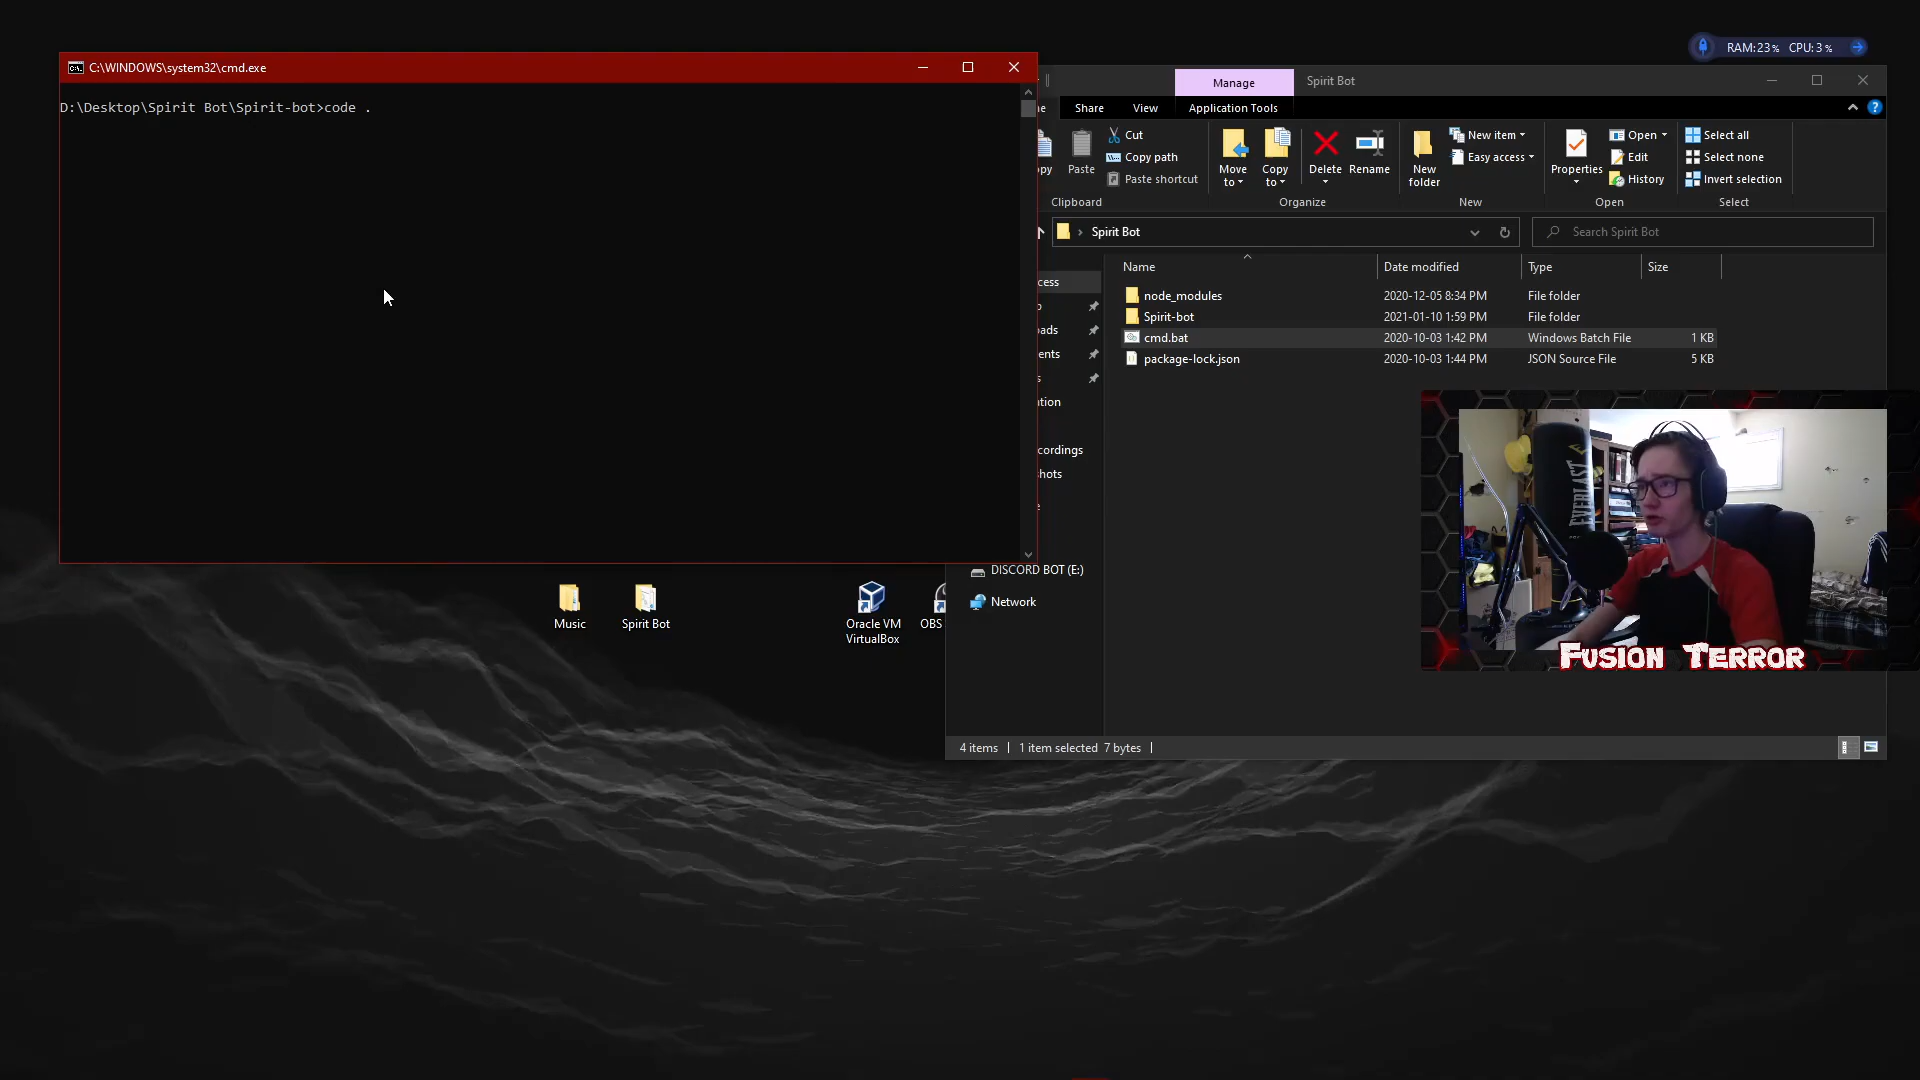 RAM:23% CPU:3%
C:\WINDOWS\system32\cmd.exe
D:\Desktop\Spirit Bot\Spirit-bot>code .
Manage
Spirit Bot
Share
View
Application Tools
Paste
Cut
Copy path
Paste shortcut
Clipboard
Move to
Copy to
Delete
Rename
Organize
New folder
New item
Easy access
New
Properties
Open
Edit
History
Open
Select all
Select none
Invert selection
Select
Spirit Bot
Search Spirit Bot
Name
Date modified
Type
Size
node_modules
2020-12-05 8:34 PM
File folder
Spirit-bot
2021-01-10 1:59 PM
File folder
cmd.bat
2020-10-03 1:42 PM
Windows Batch File
1 KB
package-lock.json
2020-10-03 1:44 PM
JSON Source File
5 KB
DISCORD BOT (E:)
Network
4 items
1 item selected 7 bytes
Music
Spirit Bot
Oracle VM
VirtualBox
OBS
EVERLAST
Fusion Terror